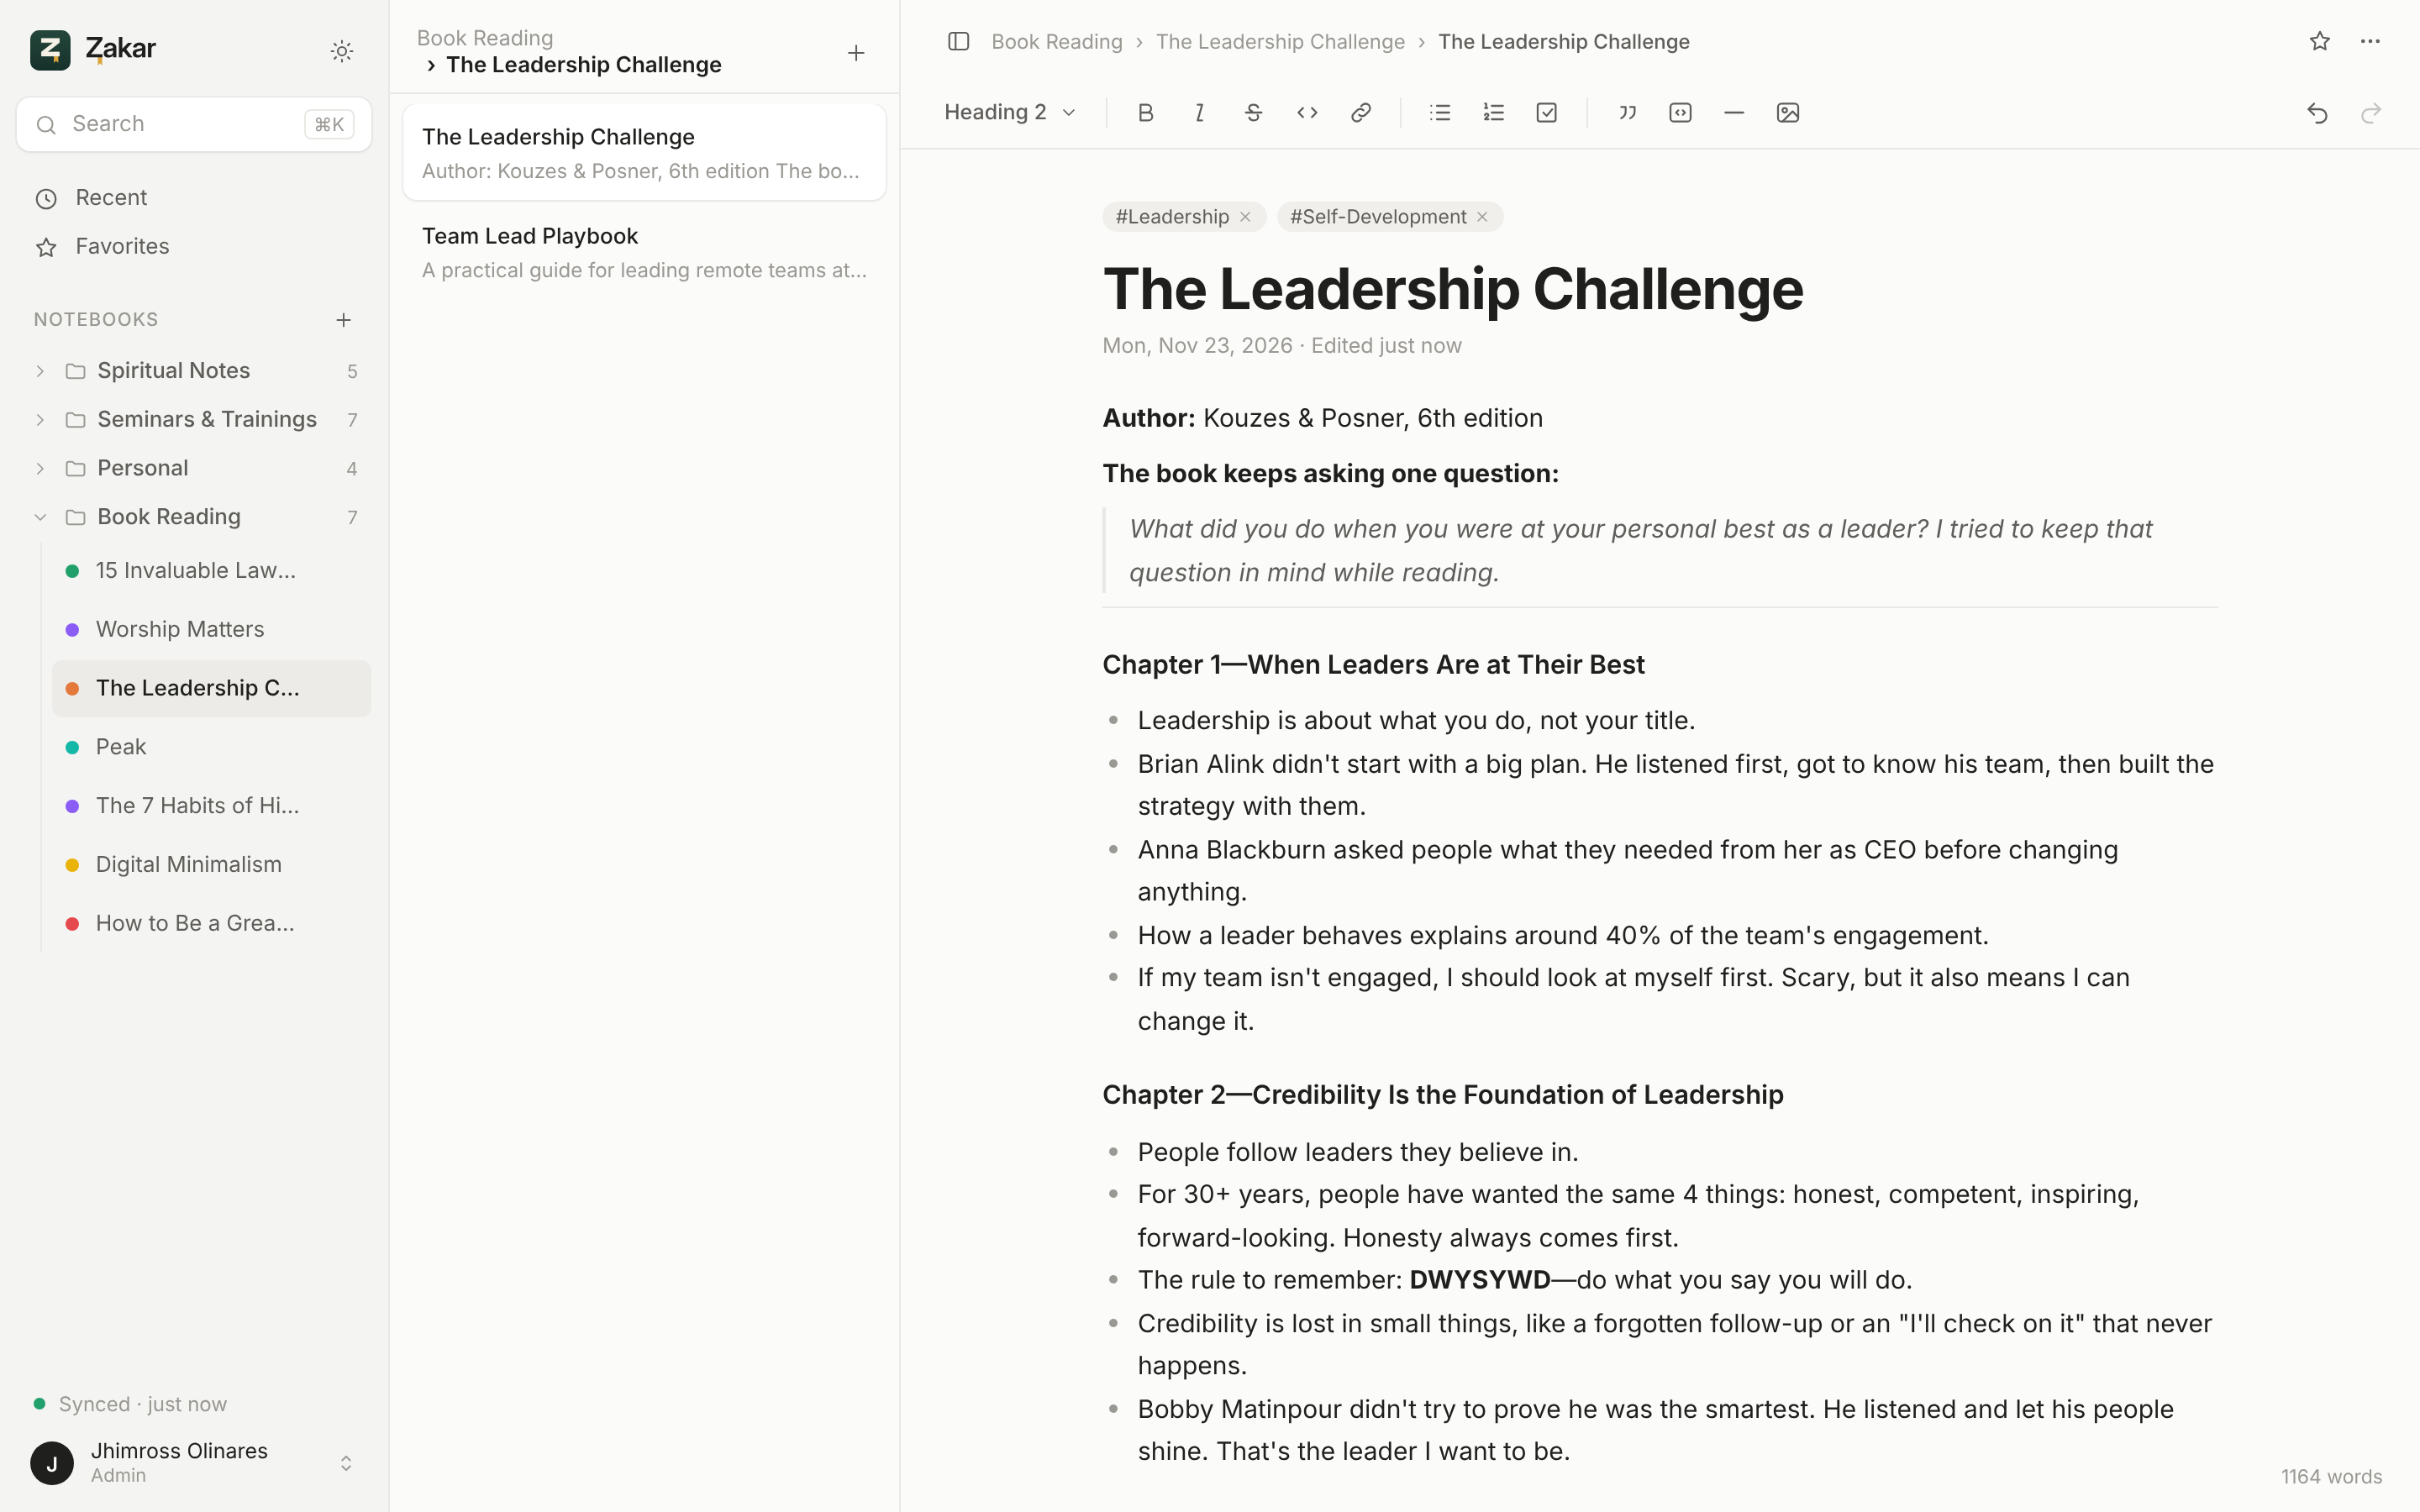 Zakar
Search ⌘K
Recent
Favorites
NOTEBOOKS
Spiritual Notes 5
Seminars & Trainings 7
Personal 4
Book Reading 7
15 Invaluable Law...
Worship Matters
The Leadership C...
Peak
The 7 Habits of Hi...
Digital Minimalism
How to Be a Grea...
Synced · just now
J
Jhimross Olinares
Admin
Book Reading
› The Leadership Challenge
The Leadership Challenge
Author: Kouzes & Posner, 6th edition The bo...
Team Lead Playbook
A practical guide for leading remote teams at...
Book Reading › The Leadership Challenge › The Leadership Challenge
Heading 2
#Leadership × #Self-Development ×
The Leadership Challenge
Mon, Nov 23, 2026 · Edited just now
Author: Kouzes & Posner, 6th edition
The book keeps asking one question:
What did you do when you were at your personal best as a leader? I tried to keep that
question in mind while reading.
Chapter 1—When Leaders Are at Their Best
• Leadership is about what you do, not your title.
• Brian Alink didn't start with a big plan. He listened first, got to know his team, then built the
strategy with them.
• Anna Blackburn asked people what they needed from her as CEO before changing
anything.
• How a leader behaves explains around 40% of the team's engagement.
• If my team isn't engaged, I should look at myself first. Scary, but it also means I can
change it.
Chapter 2—Credibility Is the Foundation of Leadership
• People follow leaders they believe in.
• For 30+ years, people have wanted the same 4 things: honest, competent, inspiring,
forward-looking. Honesty always comes first.
• The rule to remember: DWYSYWD—do what you say you will do.
• Credibility is lost in small things, like a forgotten follow-up or an "I'll check on it" that never
happens.
• Bobby Matinpour didn't try to prove he was the smartest. He listened and let his people
shine. That's the leader I want to be.
1164 words